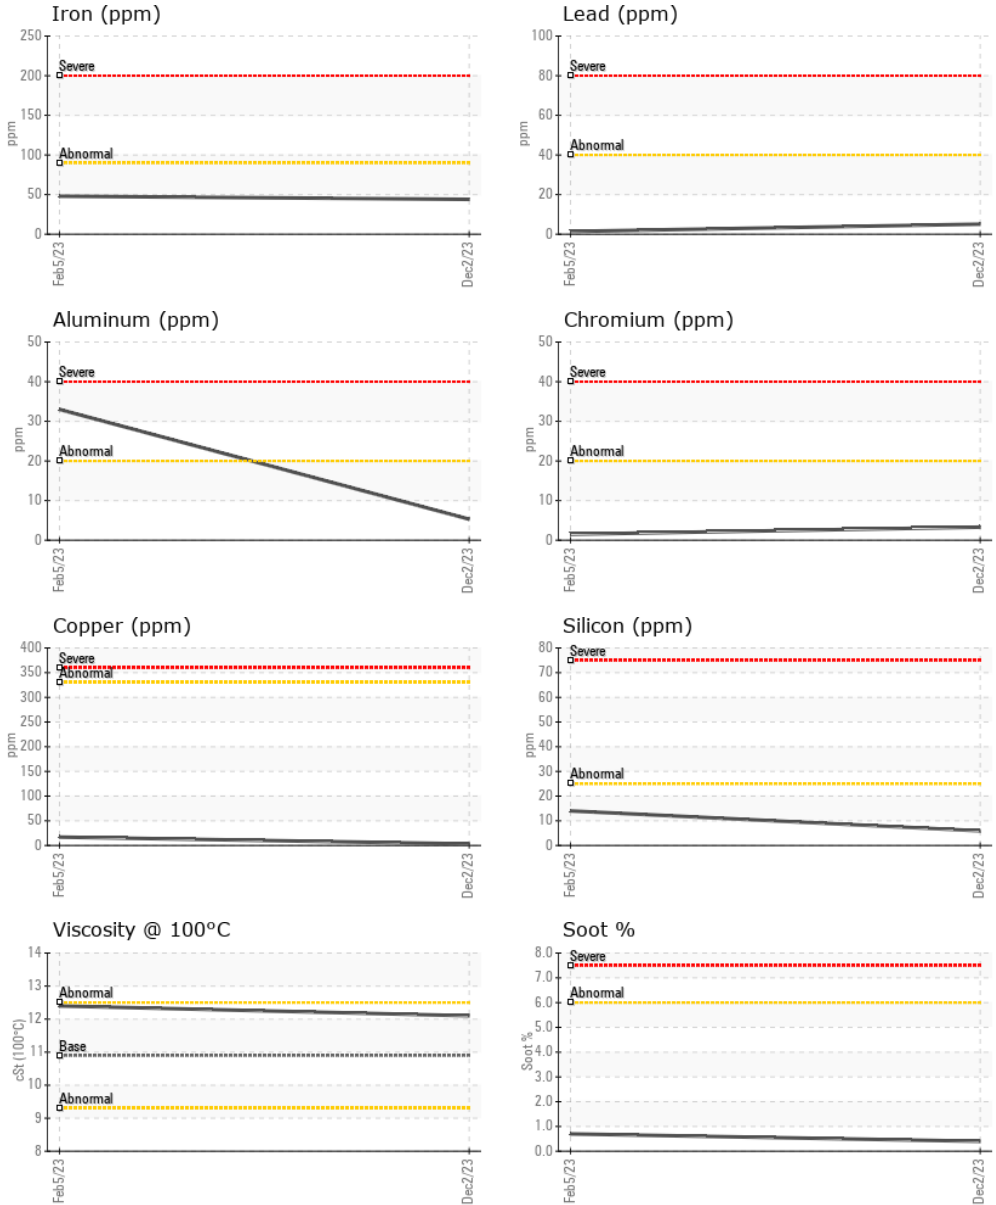 Iron (ppm)
250
200
150
100
50
0
ppm
Severe
Abnormal
Feb5/23
Dec2/23
Lead (ppm)
100
80
60
40
20
0
ppm
Severe
Abnormal
Feb5/23
Dec2/23
Aluminum (ppm)
50
40
30
20
10
0
ppm
Severe
Abnormal
Feb5/23
Dec2/23
Chromium (ppm)
50
40
30
20
10
0
ppm
Severe
Abnormal
Feb5/23
Dec2/23
Copper (ppm)
400
350
300
250
200
150
100
50
0
ppm
Severe
Abnormal
Feb5/23
Dec2/23
Silicon (ppm)
80
70
60
50
40
30
20
10
0
ppm
Severe
Abnormal
Feb5/23
Dec2/23
Viscosity @ 100°C
14
13
12
11
10
9
8
cSt (100°C)
Abnormal
Base
Abnormal
Feb5/23
Dec2/23
Soot %
8.0
7.0
6.0
5.0
4.0
3.0
2.0
1.0
0.0
Soot %
Severe
Abnormal
Feb5/23
Dec2/23